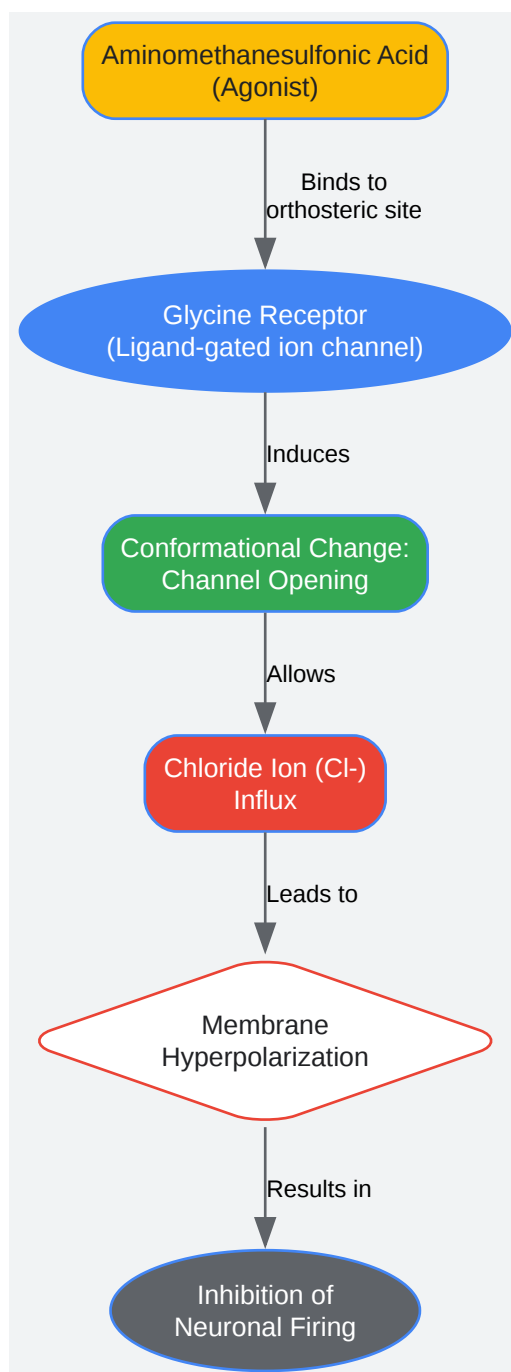 Aminomethanesulfonic Acid
(Agonist)
Binds to
orthosteric site
Glycine Receptor
(Ligand-gated ion channel)
Induces
Conformational Change:
Channel Opening
Allows
Chloride Ion (Cl-)
Influx
Leads to
Membrane
Hyperpolarization
Results in
Inhibition of
Neuronal Firing